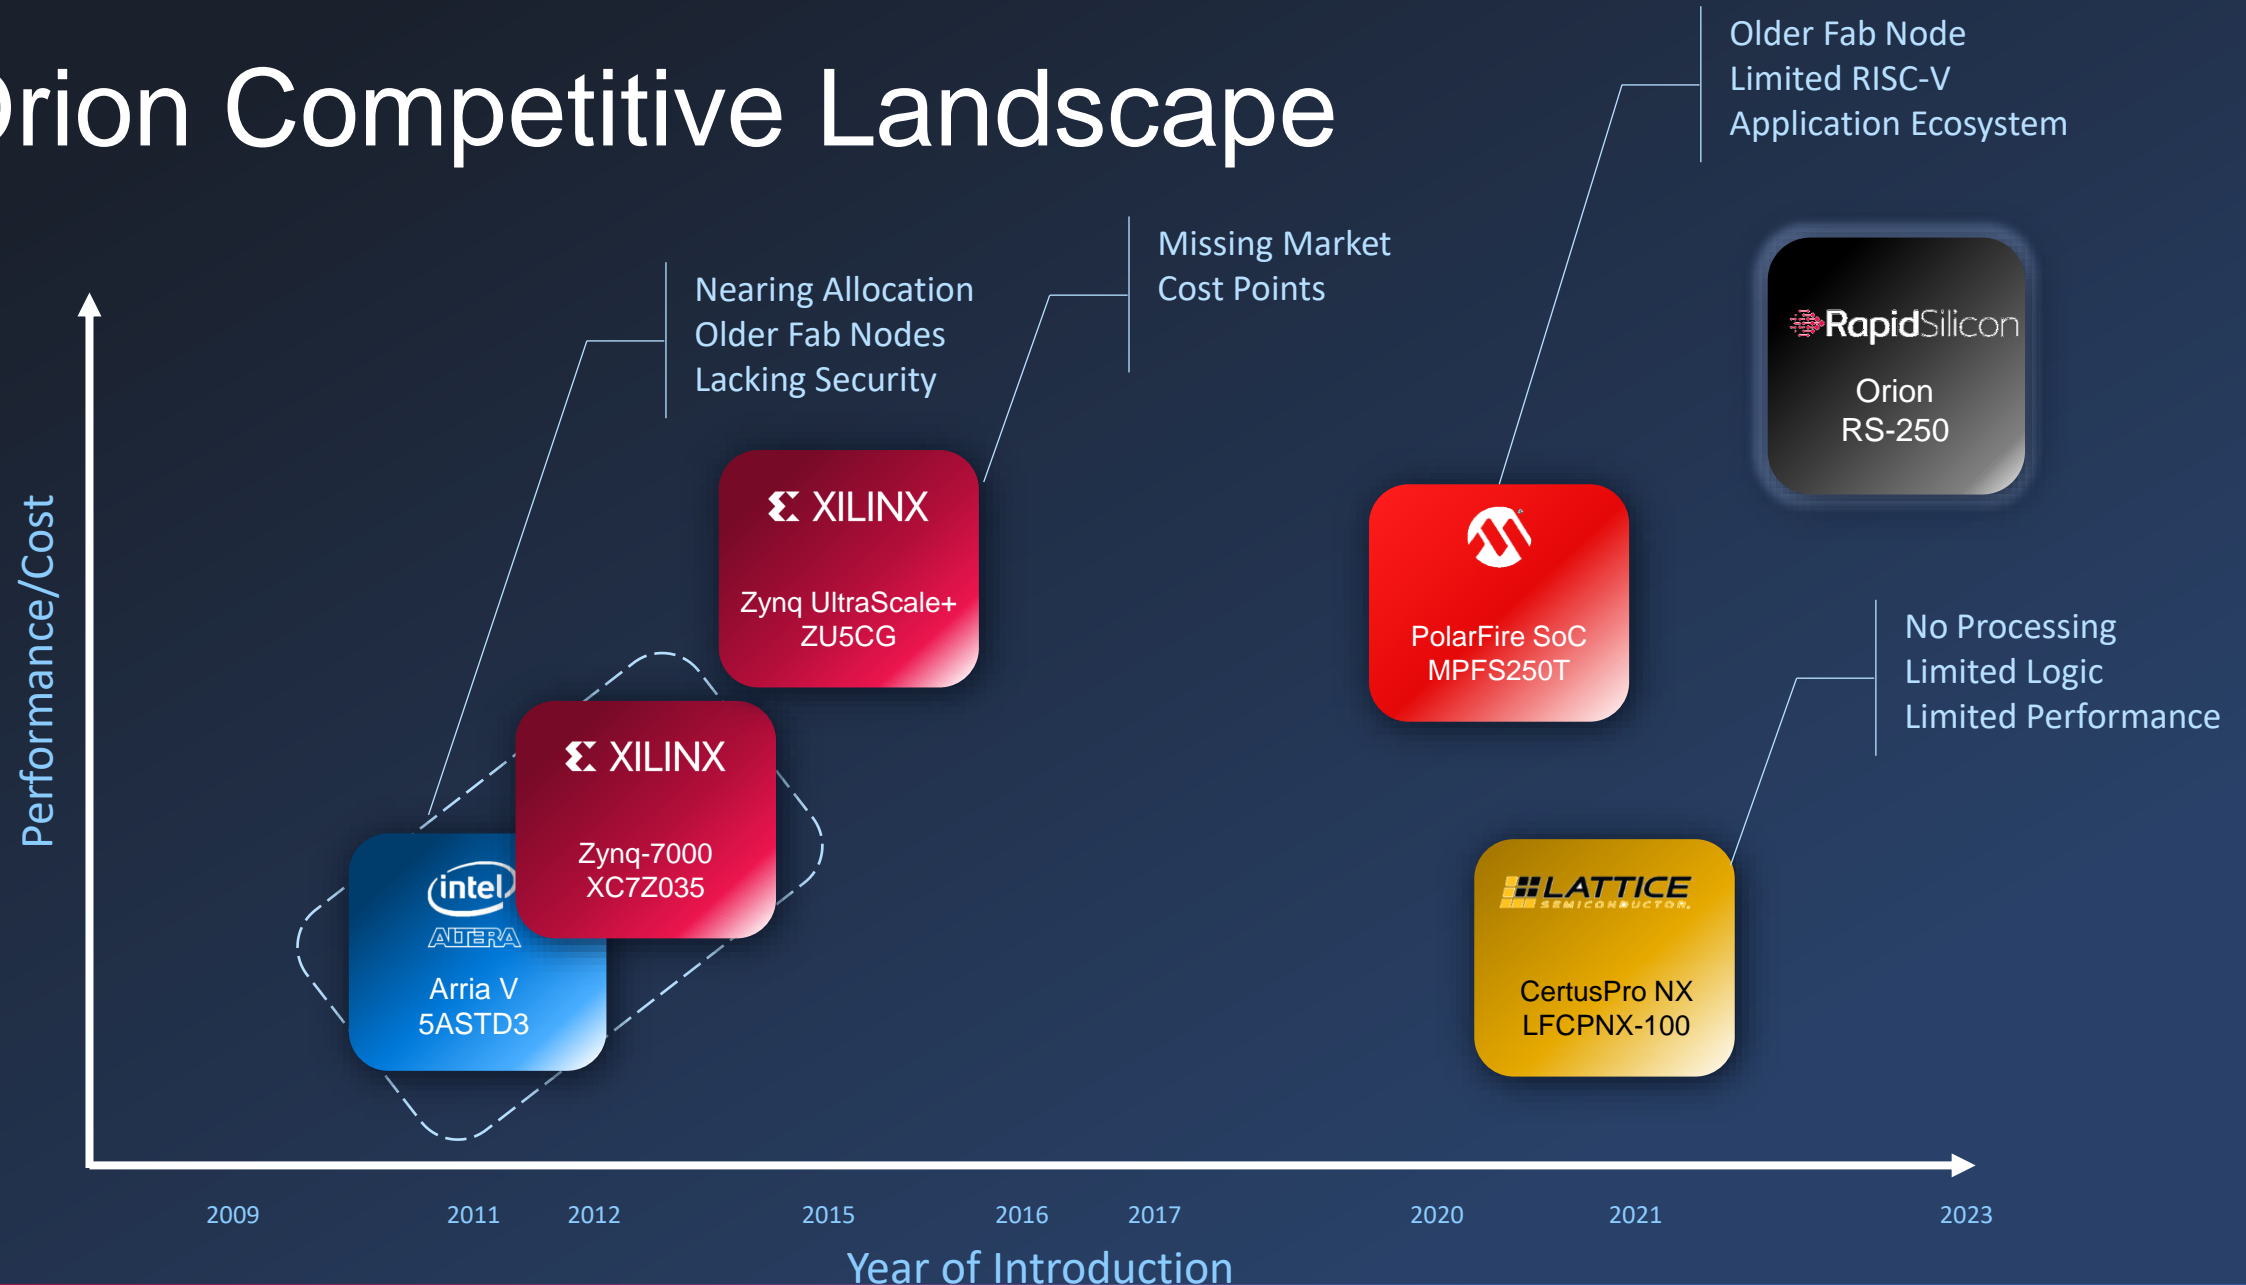 Orion Competitive Landscape
Older Fab Node
Limited RISC-V
Application Ecosystem
Missing Market
Cost Points
Nearing Allocation
Older Fab Nodes
Lacking Security
RapidSilicon
Orion
RS-250
XILINX
Zynq UltraScale+
ZU5CG
PolarFire SoC
MPFS250T
No Processing
Limited Logic
Limited Performance
XILINX
Zynq-7000
XC7Z035
intel
ALTERA
Arria V
5ASTD3
LATTICE
SEMICONDUCTOR.
CertusPro NX
LFCPNX-100
Performance/Cost
2009 2011 2012 2015 2016 2017 2020 2021 2023
Year of Introduction